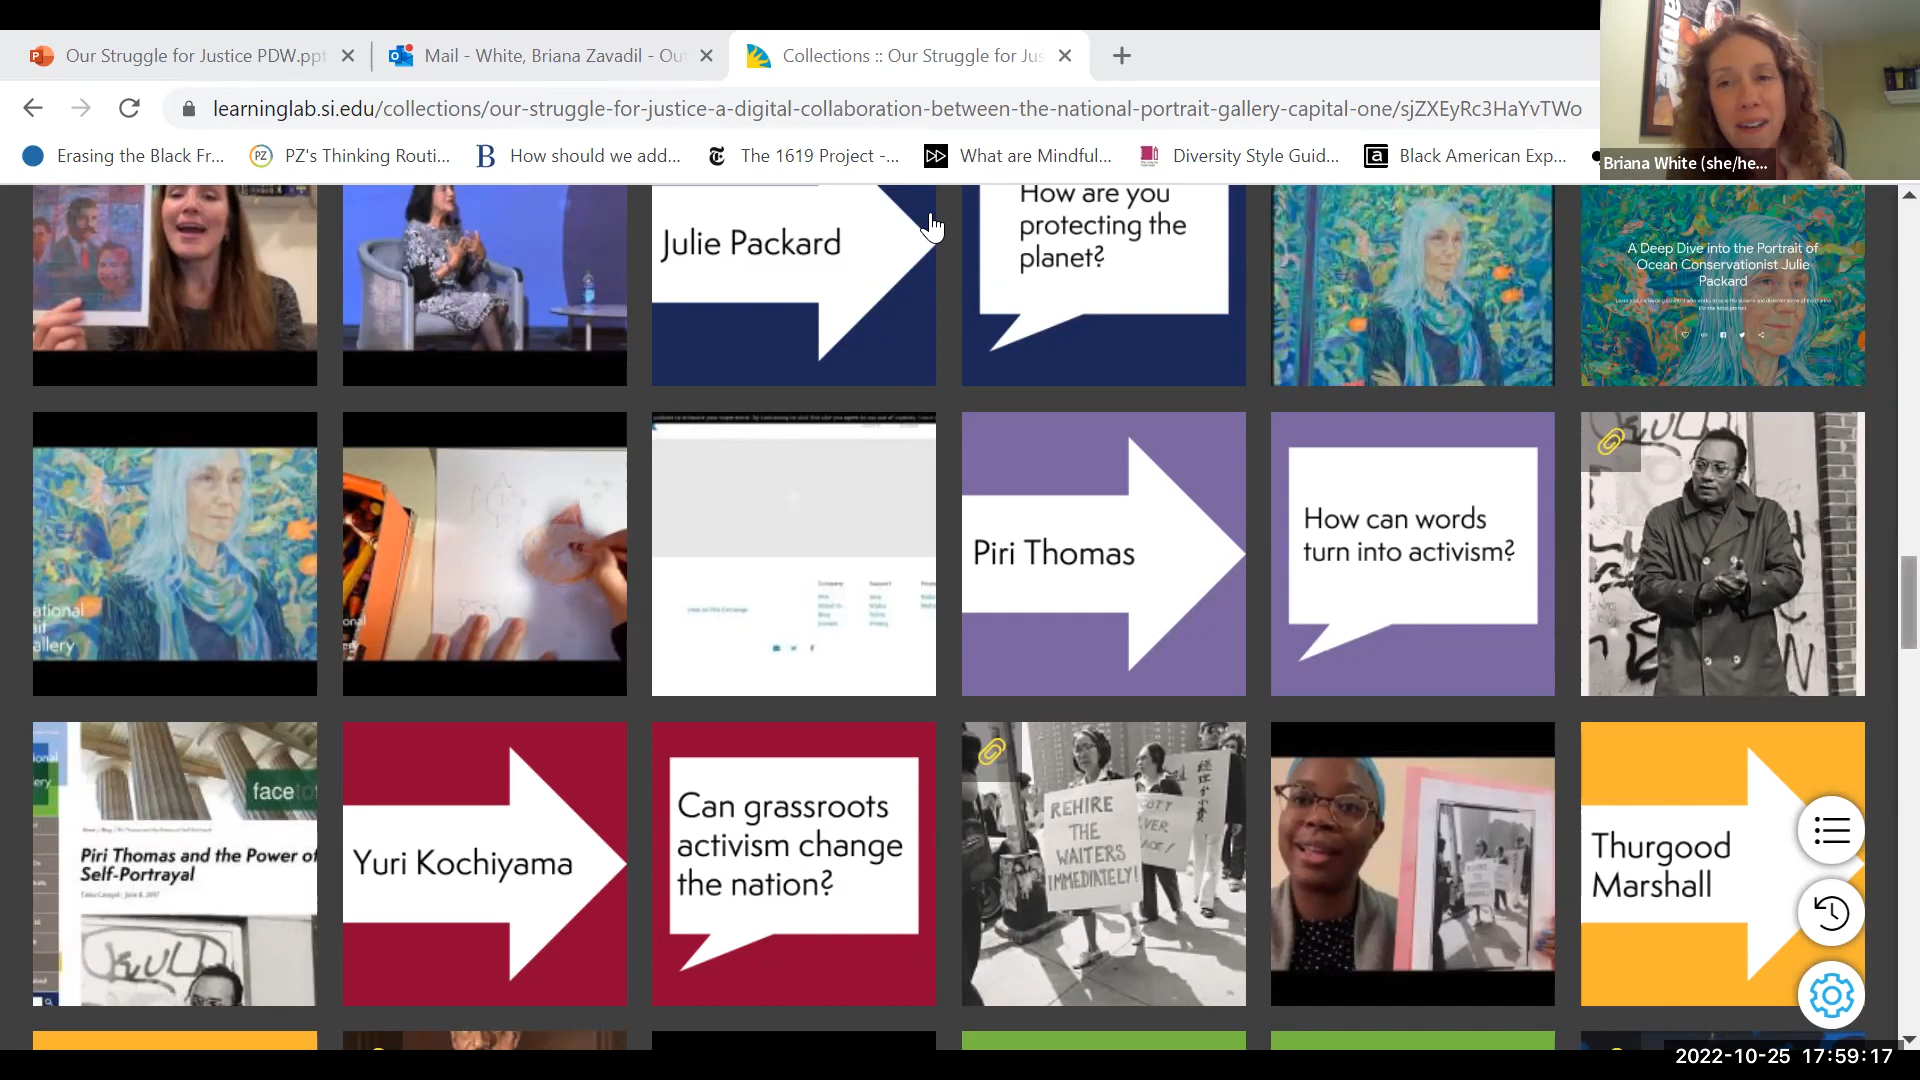 Our Struggle for Justice PDW.ppt
Mail - White, Briana Zavadil - Ou
Collections :: Our Struggle for Jus
learninglab.si.edu/collections/our-struggle-for-justice-a-digital-collaboration-between-the-national-portrait-gallery-capital-one/sjZXEyRc3HaYvTWo
Erasing the Black Fr...
PZ's Thinking Routi...
How should we add...
The 1619 Project -...
What are Mindful...
Diversity Style Guid...
Black American Exp...
Briana White (she/he...
Julie Packard
How are you
protecting the
planet?
A Deep Dive into the Portrait of
Ocean Conservationist Julie
Packard
ational
ait
allery
Piri Thomas
How can words
turn into activism?
face
Piri Thomas and the Power of
Self-Portrayal
Yuri Kochiyama
Can grassroots
activism change
the nation?
REHIRE
THE
WAITERS
IMMEDIATELY!
Thurgood
Marshall
2022-10-25 17:59:17